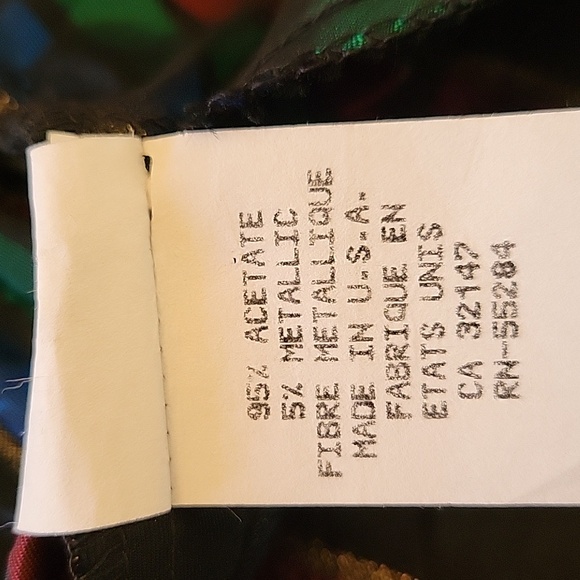 95% ACETATE
5% METALLIC
FIBRE METALLIQUE
MADE IN U.S.A.
FABRIQUE EN
ETATS UNIS
CA 32147
RN-55284